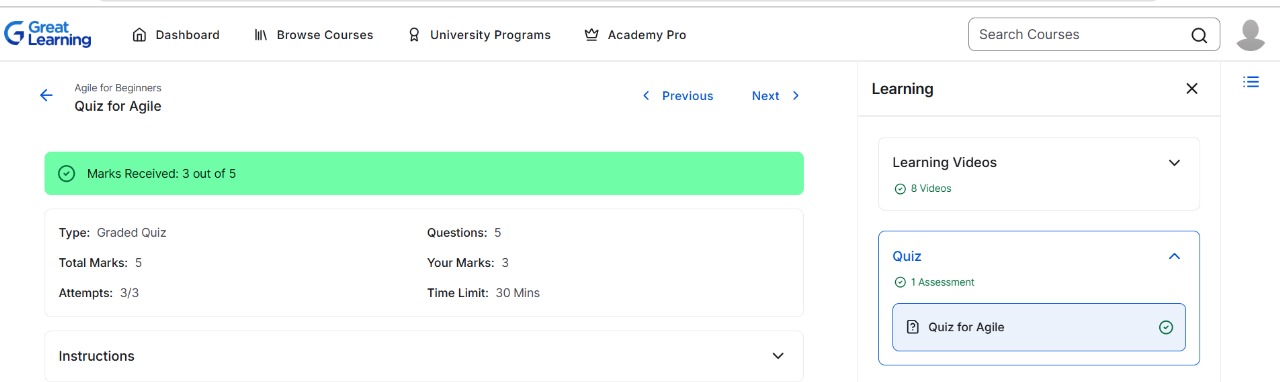 Great Learning
Dashboard
Browse Courses
University Programs
Academy Pro
Search Courses
Agile for Beginners
Quiz for Agile
Previous
Next
Marks Received: 3 out of 5
Type: Graded Quiz
Questions: 5
Total Marks: 5
Your Marks: 3
Attempts: 3/3
Time Limit: 30 Mins
Instructions
Learning
Learning Videos
8 Videos
Quiz
1 Assessment
Quiz for Agile